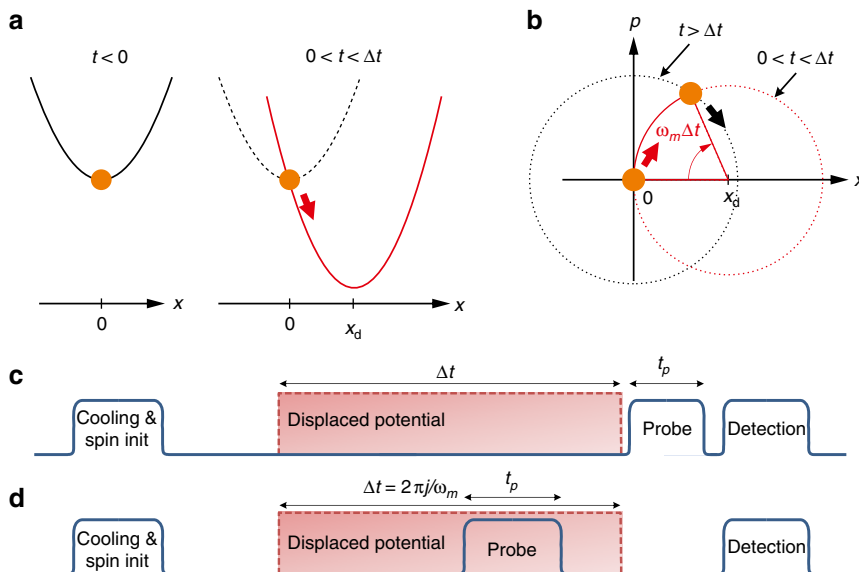 a
t < 0
0 < t < Δt
x
0
x
0
x_d
b
p
t > Δt
0 < t < Δt
ω_mΔt
0
x_d
x
c
Δt
t_p
Cooling &
spin init
Displaced potential
Probe
Detection
d
Δt = 2πj/ω_m
t_p
Cooling &
spin init
Displaced potential
Probe
Detection